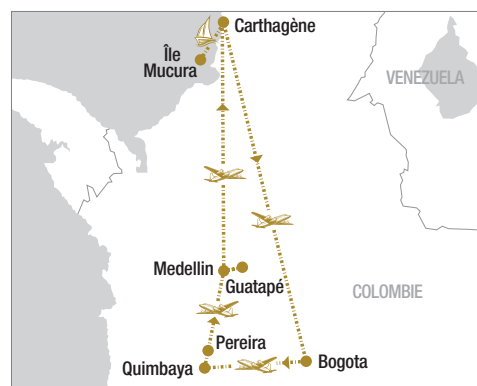 Carthagène
Île
Mucura
VENEZUELA
Medellin
Guatapé
COLOMBIE
Pereira
Quimbaya
Bogota